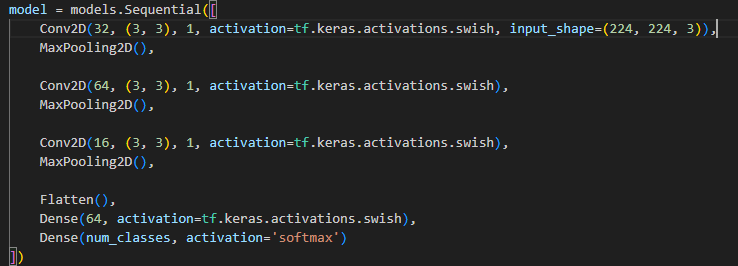 model = models.Sequential([
    Conv2D(32, (3, 3), 1, activation=tf.keras.activations.swish, input_shape=(224, 224, 3)),
    MaxPooling2D(),
    Conv2D(64, (3, 3), 1, activation=tf.keras.activations.swish),
    MaxPooling2D(),
    Conv2D(16, (3, 3), 1, activation=tf.keras.activations.swish),
    MaxPooling2D(),
    Flatten(),
    Dense(64, activation=tf.keras.activations.swish),
    Dense(num_classes, activation='softmax')
])